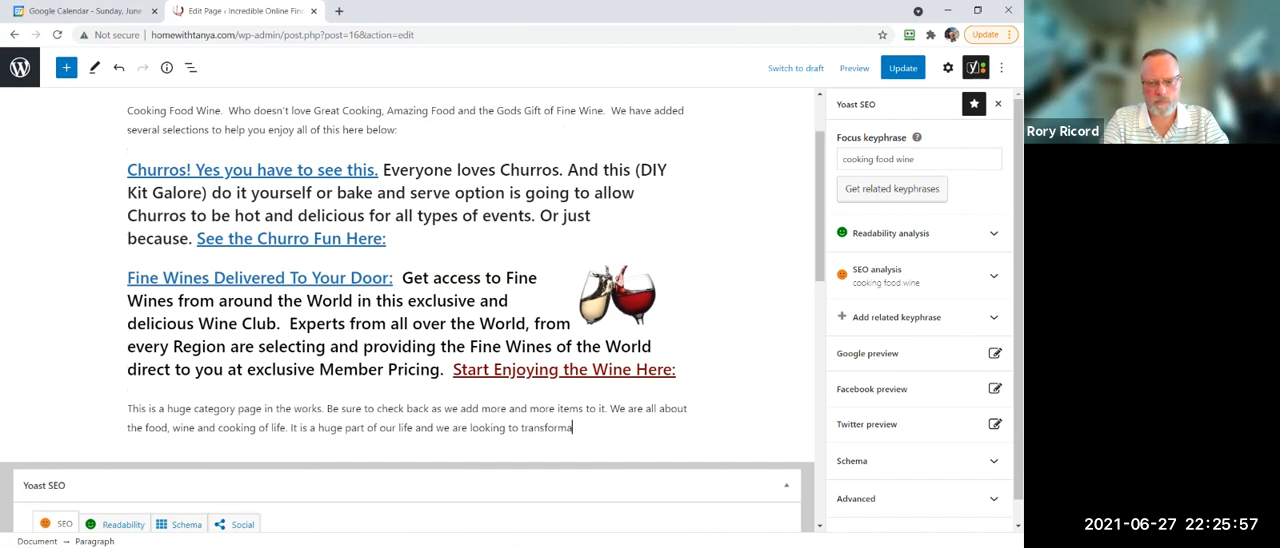 Google Calendar - Sunday, June
Edit Page ‹ Incredible Online Find
Not secure
homewithtanya.com/wp-admin/post.php?post=16&action=edit
Update
Switch to draft
Preview
Update
Cooking Food Wine. Who doesn't love Great Cooking, Amazing Food and the Gods Gift of Fine Wine. We have added
several selections to help you enjoy all of this here below:
Churros! Yes you have to see this. Everyone loves Churros. And this (DIY
Kit Galore) do it yourself or bake and serve option is going to allow
Churros to be hot and delicious for all types of events. Or just
because. See the Churro Fun Here:
Fine Wines Delivered To Your Door: Get access to Fine
Wines from around the World in this exclusive and
delicious Wine Club. Experts from all over the World, from
every Region are selecting and providing the Fine Wines of the World
direct to you at exclusive Member Pricing. Start Enjoying the Wine Here:
This is a huge category page in the works. Be sure to check back as we add more and more items to it. We are all about
the food, wine and cooking of life. It is a huge part of our life and we are looking to transforma
Yoast SEO
SEO
Readability
Schema
Social
Document → Paragraph
Yoast SEO
Focus keyphrase
cooking food wine
Get related keyphrases
Readability analysis
SEO analysis
cooking food wine
Add related keyphrase
Google preview
Facebook preview
Twitter preview
Schema
Advanced
Rory Ricord
2021-06-27 22:25:57